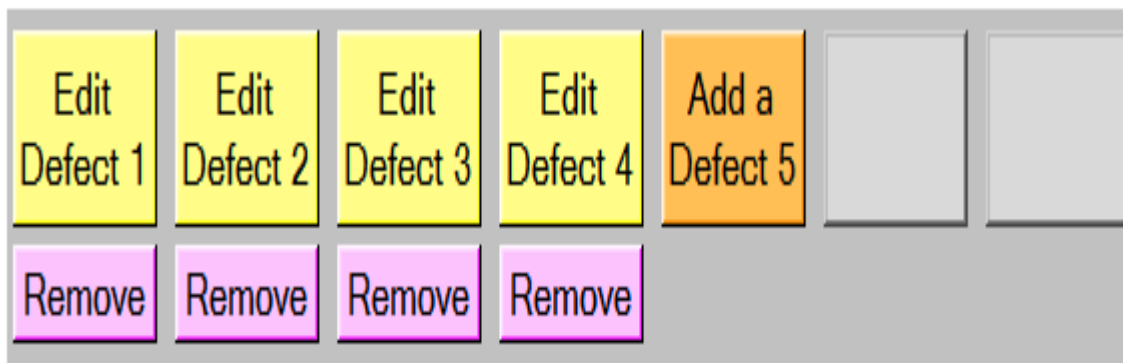 Edit
Defect 1
Edit
Defect 2
Edit
Defect 3
Edit
Defect 4
Add a
Defect 5
Remove
Remove
Remove
Remove